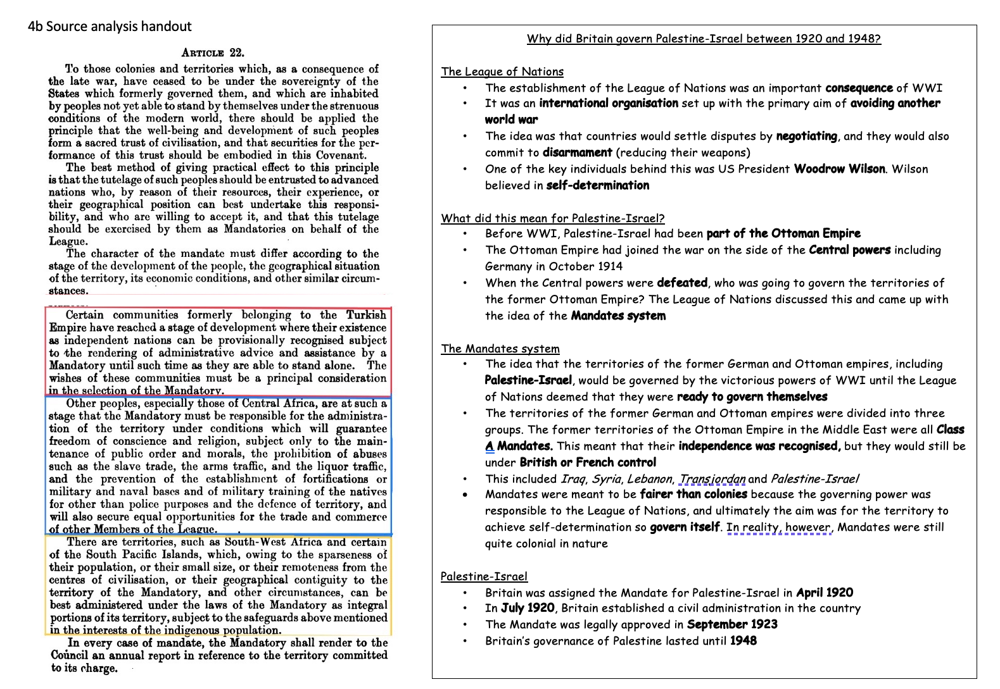 4b Source analysis handout
ARTICLE 22.
To those colonies and territories which, as a consequence of
the late war, have ceased to be under the sovereignty of the
States which formerly governed them, and which are inhabited
by peoples not yet able to stand by themselves under the strenuous
conditions of the modern world, there should be applied the
principle that the well-being and development of such peoples
form a sacred trust of civilisation, and that securities for the per-
formance of this trust should be embodied in this Covenant.
The best method of giving practical effect to this principle
is that the tutelage of such peoples should be entrusted to advanced
nations who, by reason of their resources, their experience, or
their geographical position can best undertake this responsi-
bility, and who are willing to accept it, and that this tutelage
should be exercised by them as Mandatories on behalf of the
League.
The character of the mandate must differ according to the
stage of the development of the people, the geographical situation
of the territory, its economic conditions, and other similar circum-
stances.
Certain communities formerly belonging to the Turkish
Empire have reached a stage of development where their existence
as independent nations can be provisionally recognised subject
to the rendering of administrative advice and assistance by a
Mandatory until such time as they are able to stand alone. The
wishes of these communities must be a principal consideration
in the selection of the Mandatory.
Other peoples, especially those of Central Africa, are at such a
stage that the Mandatory must be responsible for the administra-
tion of the territory under conditions which will guarantee
freedom of conscience and religion, subject only to the main-
tenance of public order and morals, the prohibition of abuses
such as the slave trade, the arms traffic, and the liquor traffic,
and the prevention of the establishment of fortifications or
military and naval bases and of military training of the natives
for other than police purposes and the defence of territory, and
will also secure equal opportunities for the trade and commerce
of other Members of the League.
There are territories, such as South-West Africa and certain
of the South Pacific Islands, which, owing to the sparseness of
their population, or their small size, or their remoteness from the
centres of civilisation, or their geographical contiguity to the
territory of the Mandatory, and other circumstances, can be
best administered under the laws of the Mandatory as integral
portions of its territory, subject to the safeguards above mentioned
in the interests of the indigenous population.
In every case of mandate, the Mandatory shall render to the
Council an annual report in reference to the territory committed
to its charge.
Why did Britain govern Palestine-Israel between 1920 and 1948?
The League of Nations
• The establishment of the League of Nations was an important consequence of WWI
• It was an international organisation set up with the primary aim of avoiding another
world war
• The idea was that countries would settle disputes by negotiating, and they would also
commit to disarmament (reducing their weapons)
• One of the key individuals behind this was US President Woodrow Wilson. Wilson
believed in self-determination
What did this mean for Palestine-Israel?
• Before WWI, Palestine-Israel had been part of the Ottoman Empire
• The Ottoman Empire had joined the war on the side of the Central powers including
Germany in October 1914
• When the Central powers were defeated, who was going to govern the territories of
the former Ottoman Empire? The League of Nations discussed this and came up with
the idea of the Mandates system
The Mandates system
• The idea that the territories of the former German and Ottoman empires, including
Palestine-Israel, would be governed by the victorious powers of WWI until the League
of Nations deemed that they were ready to govern themselves
• The territories of the former German and Ottoman empires were divided into three
groups. The former territories of the Ottoman Empire in the Middle East were all Class
A Mandates. This meant that their independence was recognised, but they would still be
under British or French control
• This included Iraq, Syria, Lebanon, Transjordan and Palestine-Israel
• Mandates were meant to be fairer than colonies because the governing power was
responsible to the League of Nations, and ultimately the aim was for the territory to
achieve self-determination so govern itself. In reality, however, Mandates were still
quite colonial in nature
Palestine-Israel
• Britain was assigned the Mandate for Palestine-Israel in April 1920
• In July 1920, Britain established a civil administration in the country
• The Mandate was legally approved in September 1923
• Britain's governance of Palestine lasted until 1948